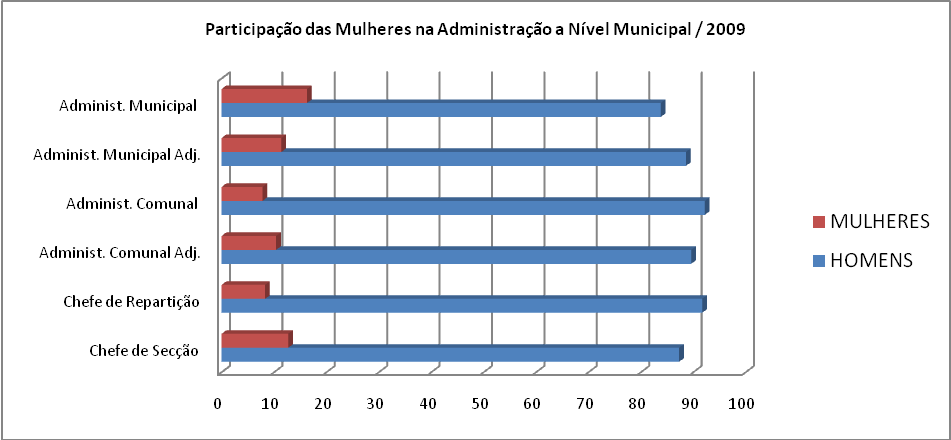 Participação das Mulheres na Administração a Nível Municipal / 2009
Administ. Municipal
Administ. Municipal Adj.
Administ. Comunal
Administ. Comunal Adj.
Chefe de Repartição
Chefe de Secção
MULHERES
HOMENS
0 10 20 30 40 50 60 70 80 90 100